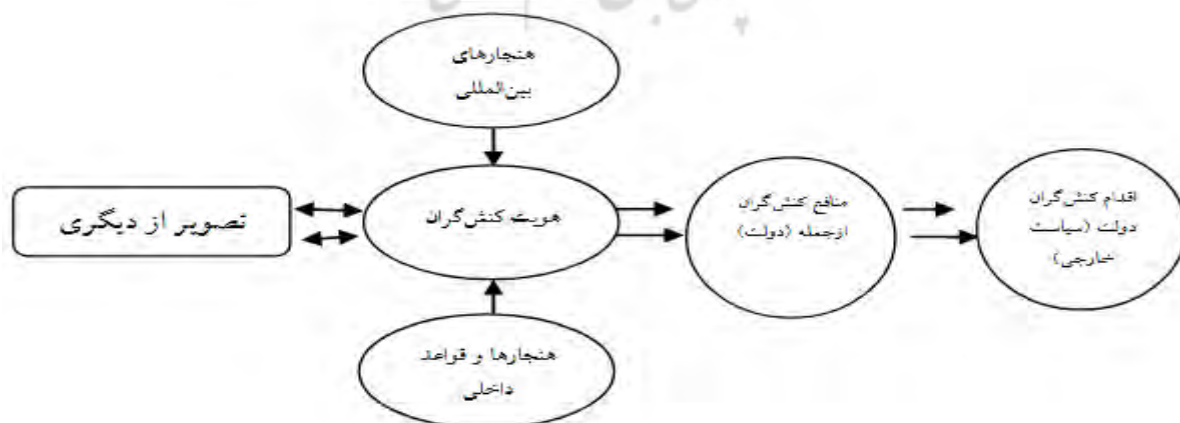 هنجارهای
بین‌المللی
تصویر از دیگری
هویت کنش‌گران
منافع کنش‌گران
ازجمله (دولت)
اقدام کنش‌گران
دولت (سیاست
خارجی)
هنجارها و قواعد
داخلی